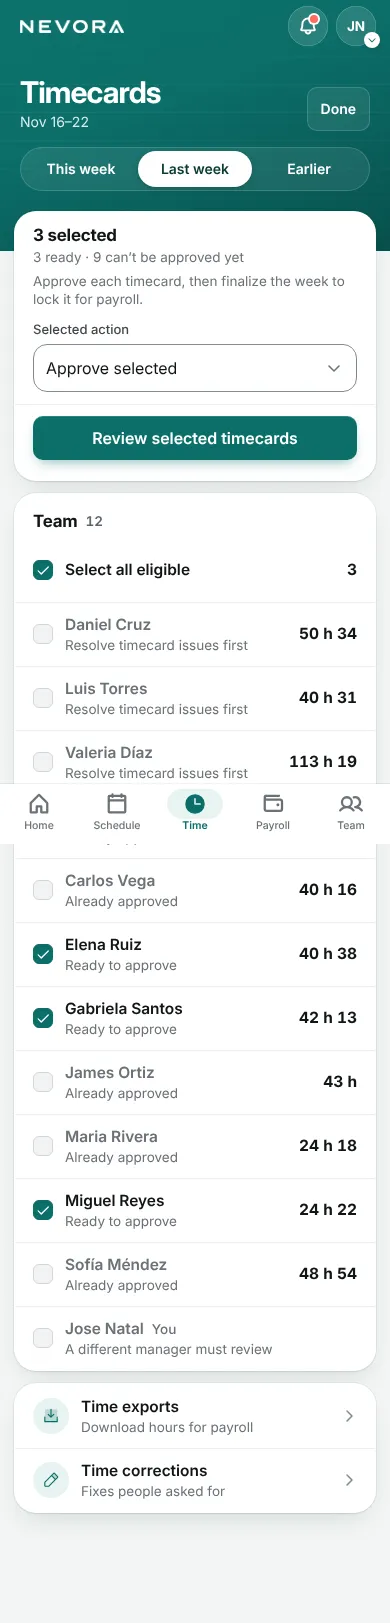 NEVORA
JN
Timecards
Nov 16–22
Done
This week
Last week
Earlier
3 selected
3 ready · 9 can’t be approved yet
Approve each timecard, then finalize the week to
lock it for payroll.
Selected action
Approve selected
Review selected timecards
Team 12
Select all eligible 3
Daniel Cruz
Resolve timecard issues first
50 h 34
Luis Torres
Resolve timecard issues first
40 h 31
Valeria Díaz
Resolve timecard issues first
113 h 19
Home
Schedule
Time
Payroll
Team
Carlos Vega
Already approved
40 h 16
Elena Ruiz
Ready to approve
40 h 38
Gabriela Santos
Ready to approve
42 h 13
James Ortiz
Already approved
43 h
Maria Rivera
Already approved
24 h 18
Miguel Reyes
Ready to approve
24 h 22
Sofía Méndez
Already approved
48 h 54
Jose Natal You
A different manager must review
Time exports
Download hours for payroll
Time corrections
Fixes people asked for